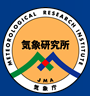 METEOROLOGICAL RESEARCH INSTITUTE
気象研究所
JMA
気象庁